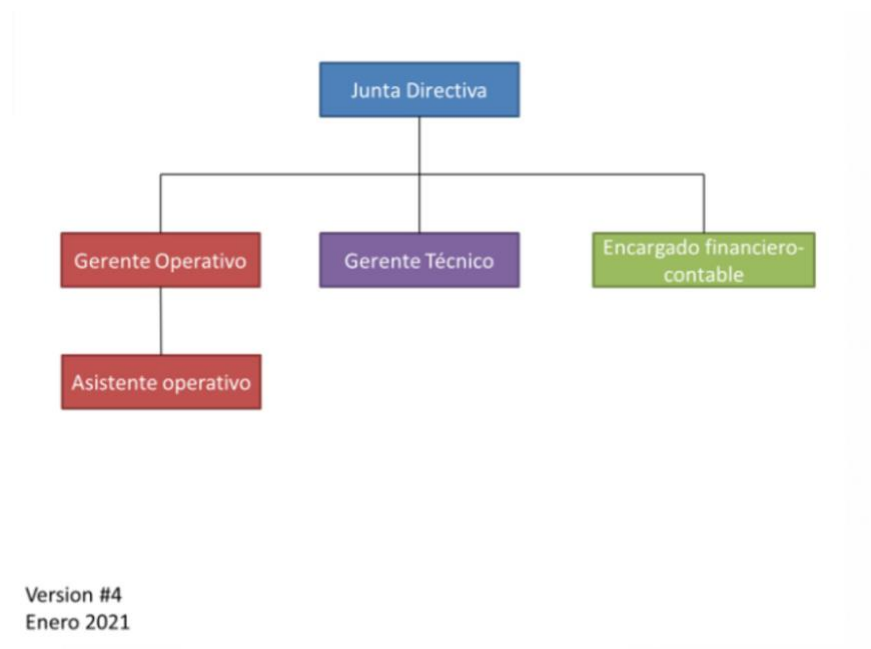 Junta Directiva
Gerente Operativo
Gerente Técnico
Encargado financiero-
contable
Asistente operativo
Version #4
Enero 2021